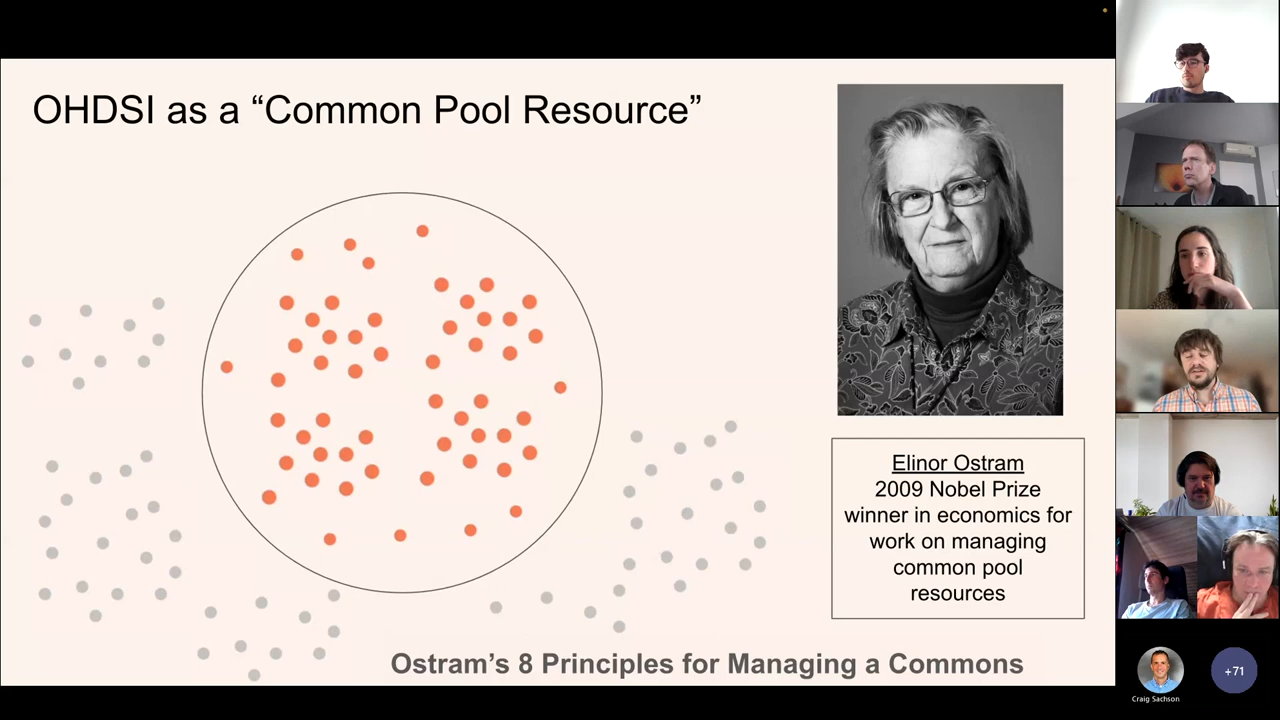 OHDSI as a “Common Pool Resource”
Elinor Ostram
2009 Nobel Prize
winner in economics for
work on managing
common pool
resources
Ostram’s 8 Principles for Managing a Commons
Craig Sachson
+71